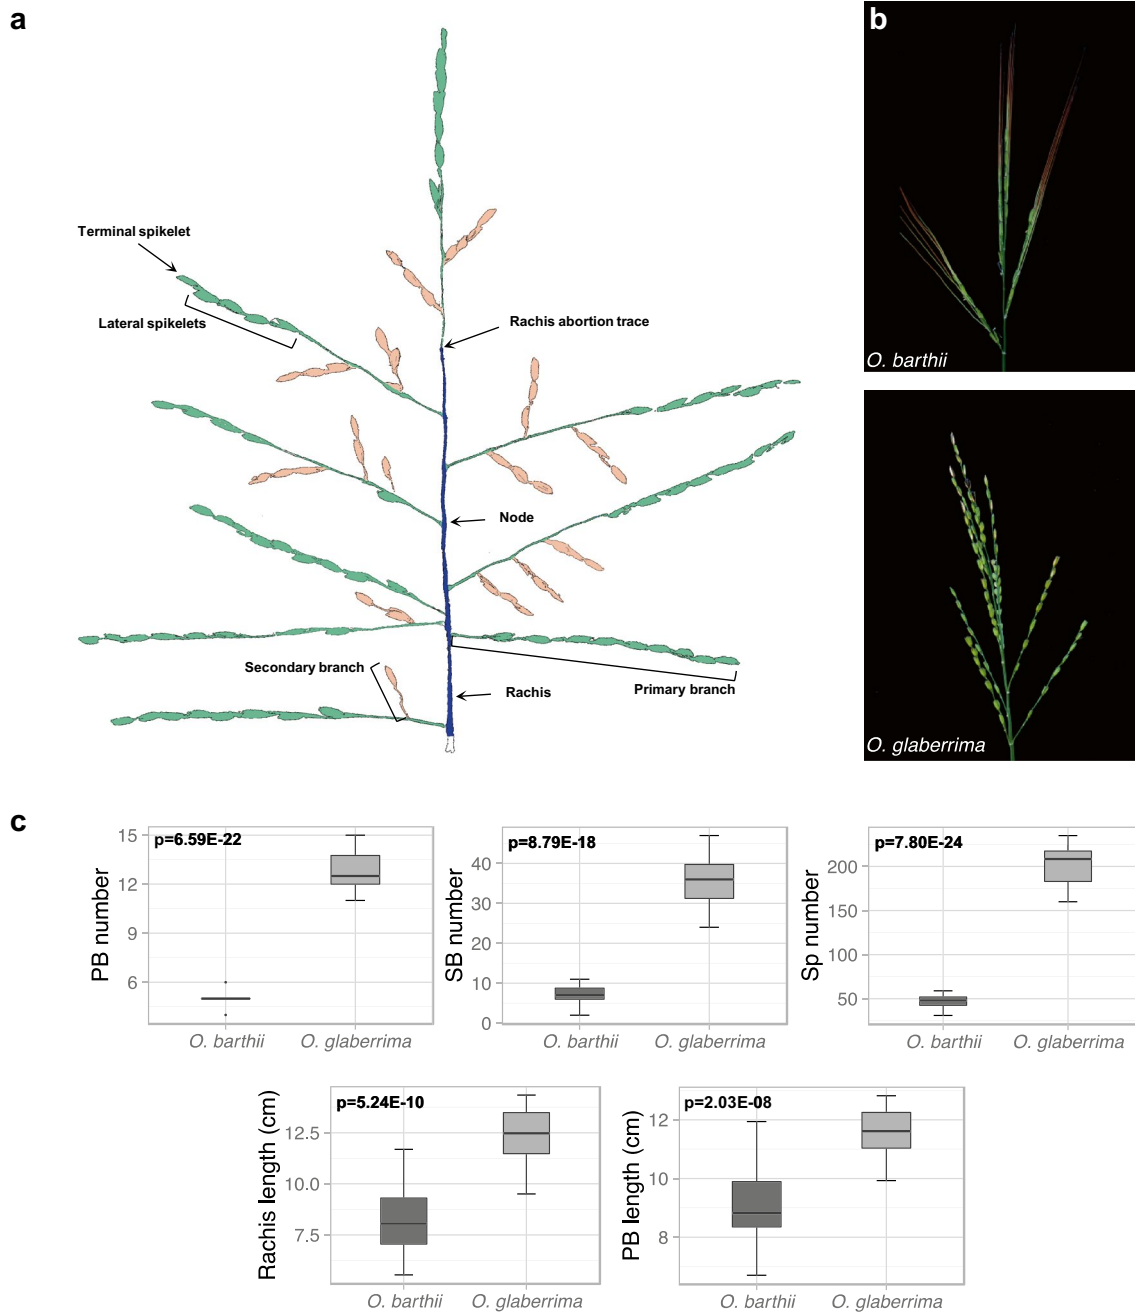 a
b
Terminal spikelet
Lateral spikelets
Rachis abortion trace
Node
Secondary branch
Rachis
Primary branch
O. barthii
O. glaberrima
c
PB number
15
12
9
6
p=6.59E-22
O. barthii
O. glaberrima
SB number
40
30
20
10
0
p=8.79E-18
O. barthii
O. glaberrima
Sp number
200
150
100
50
p=7.80E-24
O. barthii
O. glaberrima
Rachis length (cm)
12.5
10.0
7.5
p=5.24E-10
O. barthii
O. glaberrima
PB length (cm)
12
10
8
p=2.03E-08
O. barthii
O. glaberrima